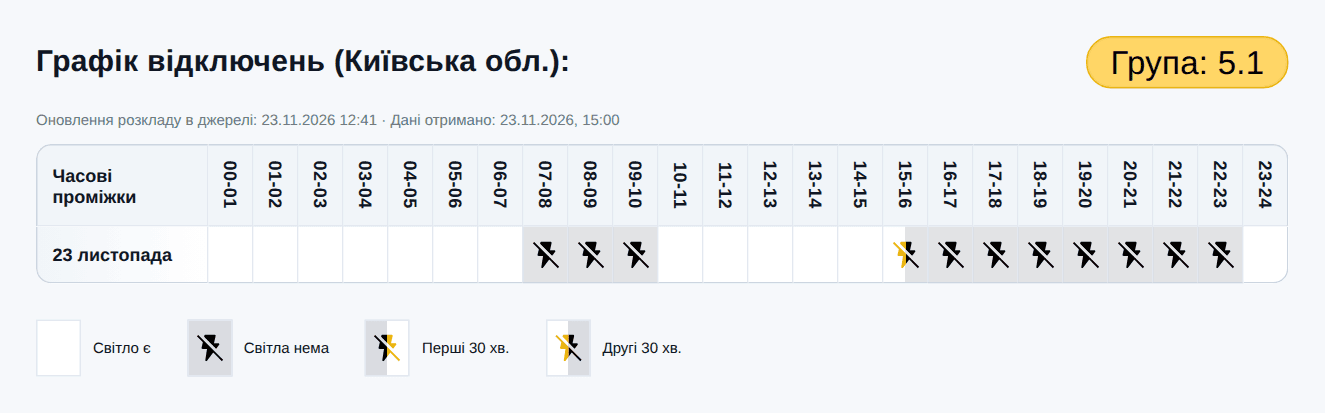 Графік відключень (Київська обл.):
Група: 5.1
Оновлення розкладу в джерелі: 23.11.2026 12:41 · Дані отримано: 23.11.2026, 15:00
Часові
проміжки
00-01
01-02
02-03
03-04
04-05
05-06
06-07
07-08
08-09
09-10
10-11
11-12
12-13
13-14
14-15
15-16
16-17
17-18
18-19
19-20
20-21
21-22
22-23
23-24
23 листопада
Світло є
Світла нема
Перші 30 хв.
Другі 30 хв.